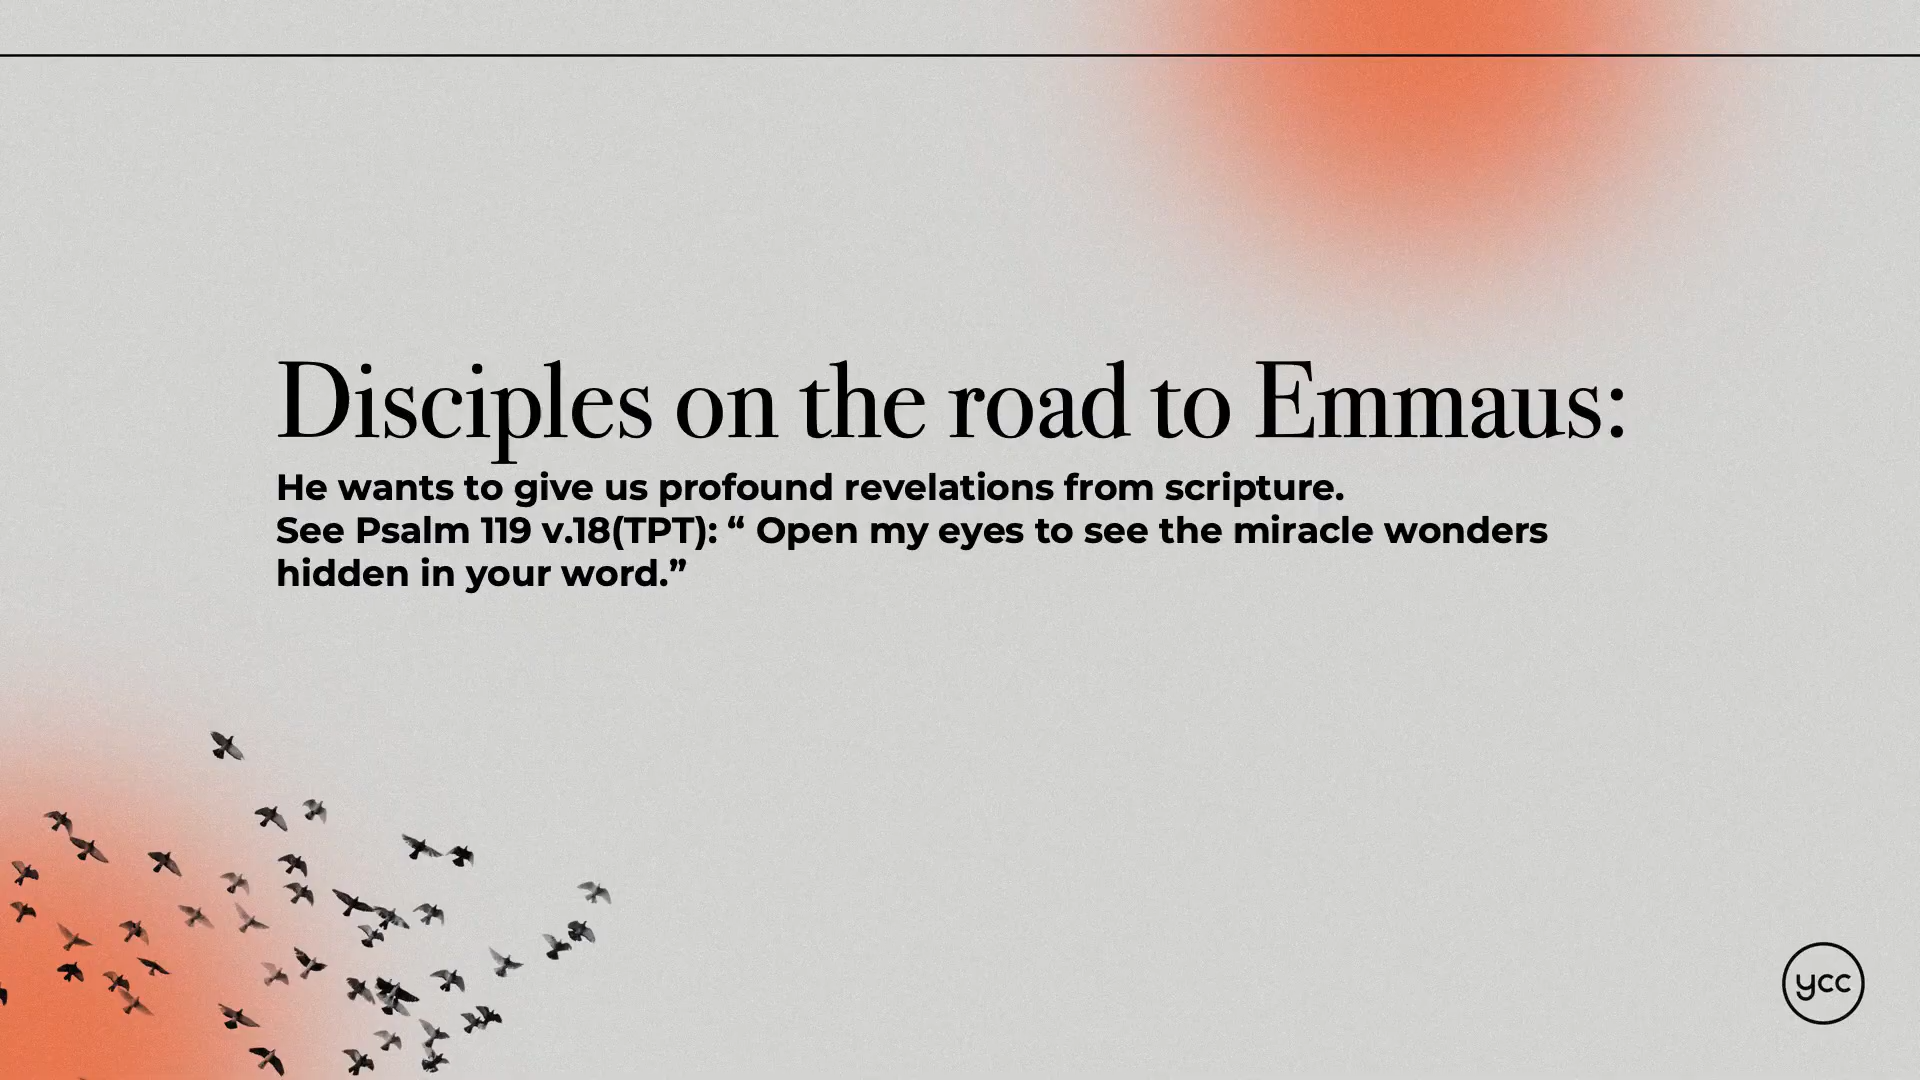 Disciples on the road to Emmaus:
He wants to give us profound revelations from scripture.
See Psalm 119 v.18(TPT): “ Open my eyes to see the miracle wonders
hidden in your word.”
ycc